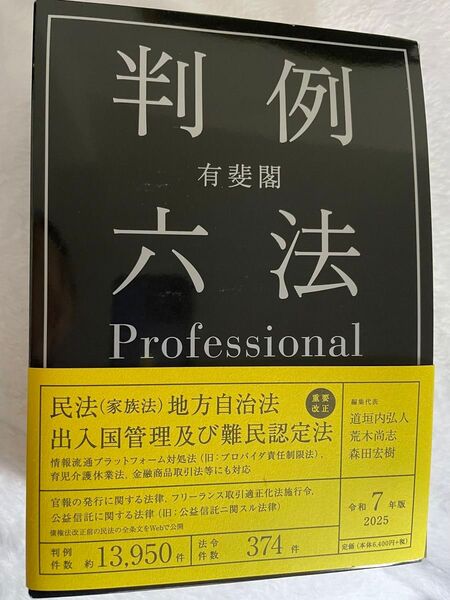 判例
有斐閣
六法
Professional
民法(家族法)地方自治法
出入国管理及び難民認定法
重要
改正
情報流通プラットフォーム対処法(旧:プロバイダ責任制限法),
育児介護休業法, 金融商品取引法等にも対応
官報の発行に関する法律, フリーランス取引適正化法施行令,
公益信託に関する法律(旧:公益信託ニ関スル法律)
債権法改正前の民法の全条文をWebで公開
判例
件数 約13,950件
法令
件数 374件
編集代表
道垣内弘人
荒木尚志
森田宏樹
令和7年版
2025
定価(本体6,400円+税)